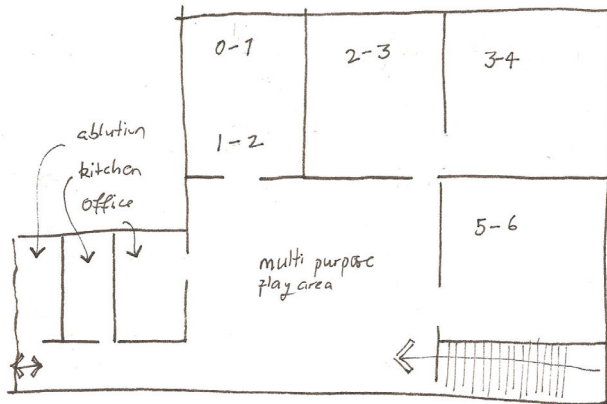 0-1
2-3
3-4
1-2
ablution
kitchen
office
5-6
multi purpose
play area